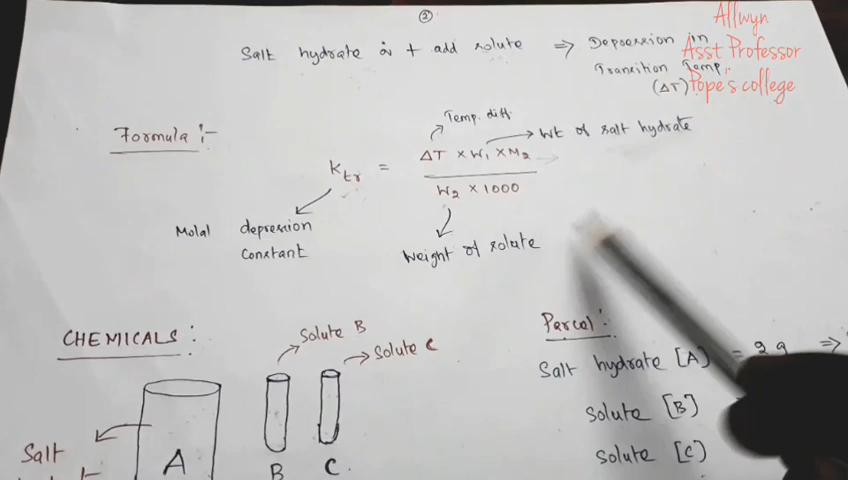 ②
Salt hydrate is + add solute ⇒ Depression in
Transition Temp.
(ΔT)
Allwyn
Asst Professor
Pope's college
Formula :-
Temp. diff
Wt of salt hydrate
Ktr = ΔT × W1 × M2
W2 × 1000
Molal depression
Constant
Weight of solute
CHEMICALS :
Solute B
Solute C
Salt
A
B
C
Parcel :
Salt hydrate [A] = 2 g ⇒
Solute [B]
Solute [C]